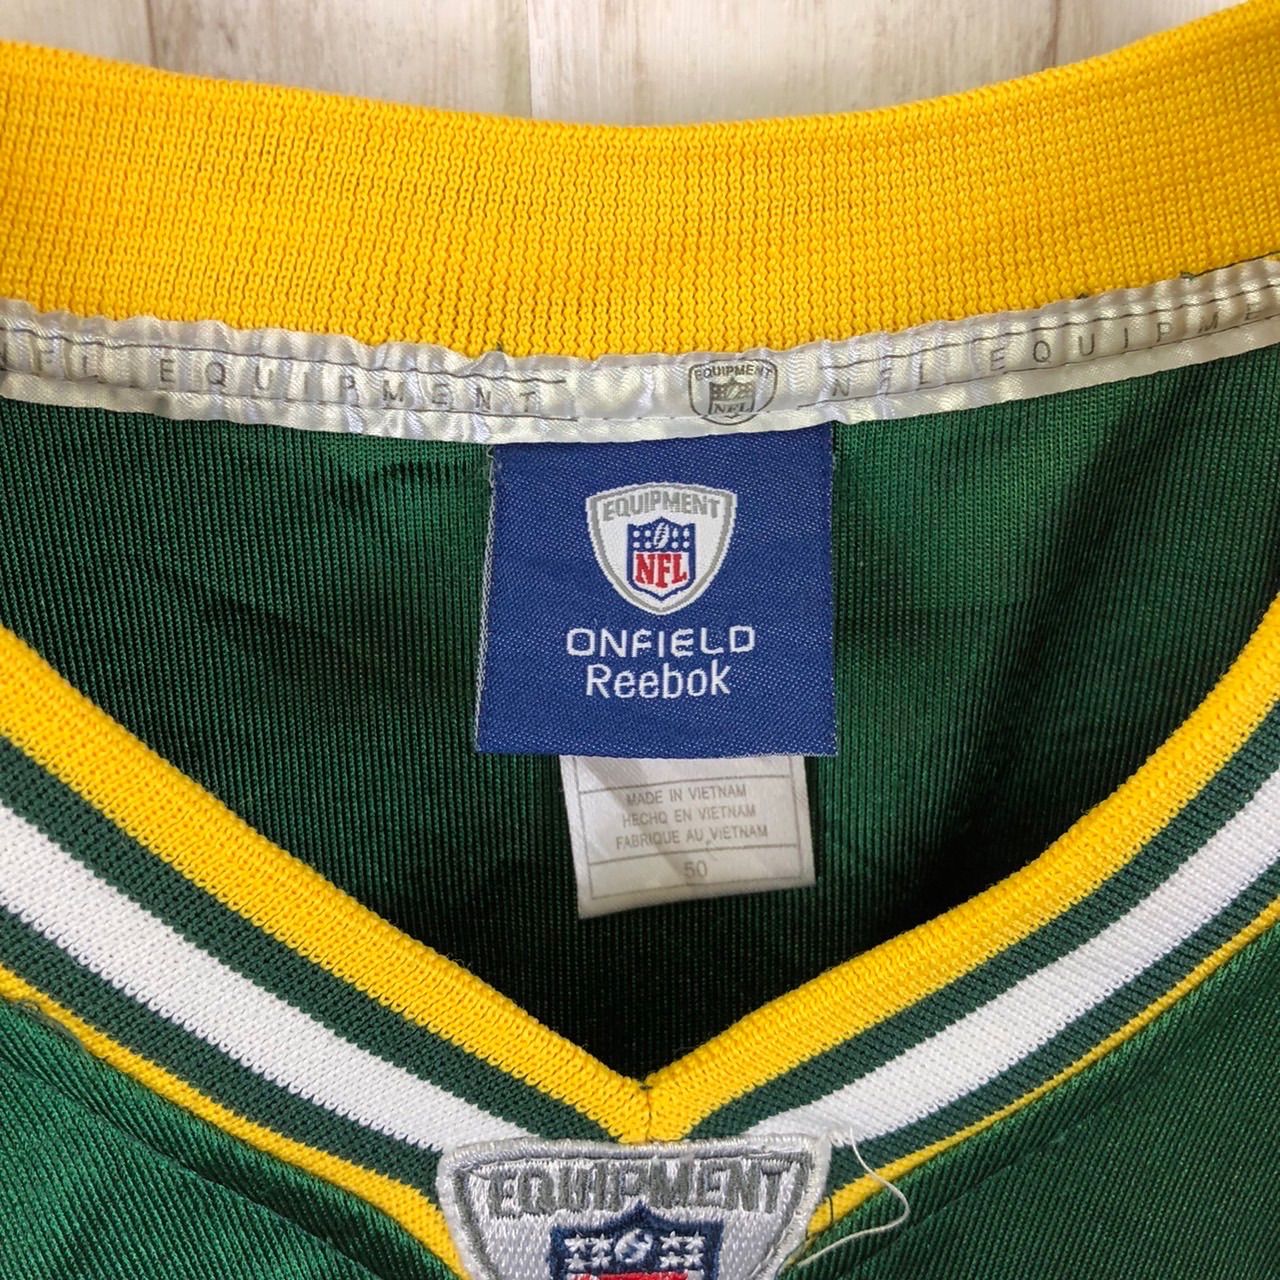 NFL EQUIPMENT
EQUIPMENT
NFL
NFL EQUIPME
EQUIPMENT
NFL
ONFIELD
Reebok
MADE IN VIETNAM
HECHO EN VIETNAM
FABRIQUE AU VIETNAM
50
EQUIPMENT